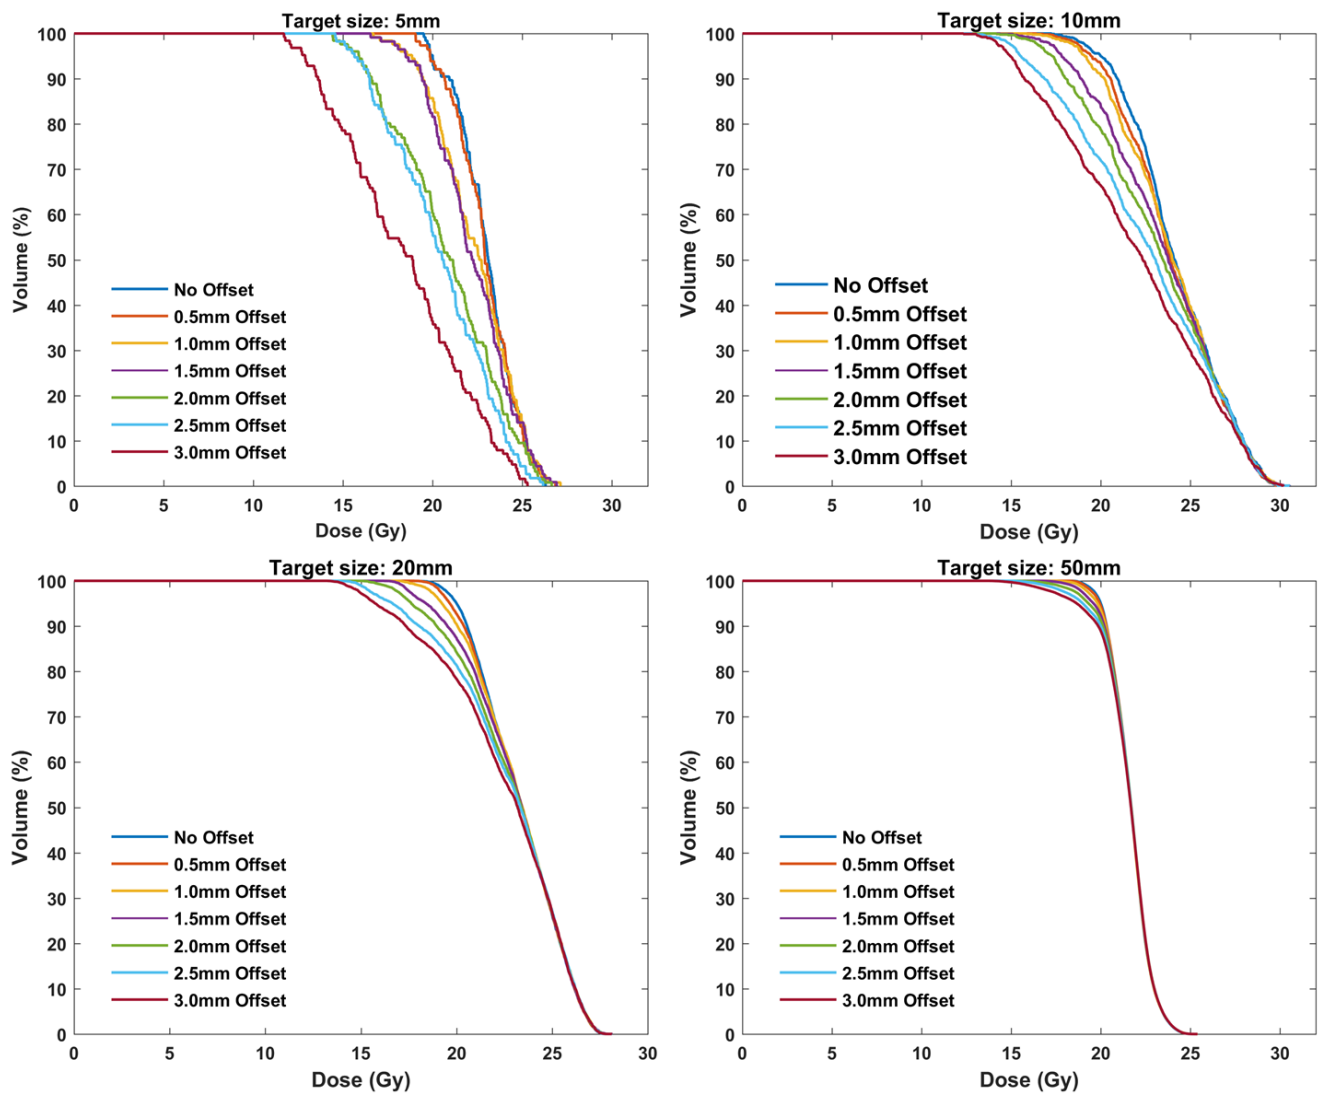 Target size: 5mm
100
90
80
70
60
50
40
30
20
10
0
Volume (%)
No Offset
0.5mm Offset
1.0mm Offset
1.5mm Offset
2.0mm Offset
2.5mm Offset
3.0mm Offset
0 5 10 15 20 25 30
Dose (Gy)
Target size: 10mm
100
90
80
70
60
50
40
30
20
10
0
Volume (%)
No Offset
0.5mm Offset
1.0mm Offset
1.5mm Offset
2.0mm Offset
2.5mm Offset
3.0mm Offset
0 5 10 15 20 25 30
Dose (Gy)
Target size: 20mm
100
90
80
70
60
50
40
30
20
10
0
Volume (%)
No Offset
0.5mm Offset
1.0mm Offset
1.5mm Offset
2.0mm Offset
2.5mm Offset
3.0mm Offset
0 5 10 15 20 25 30
Dose (Gy)
Target size: 50mm
100
90
80
70
60
50
40
30
20
10
0
Volume (%)
No Offset
0.5mm Offset
1.0mm Offset
1.5mm Offset
2.0mm Offset
2.5mm Offset
3.0mm Offset
0 5 10 15 20 25 30
Dose (Gy)